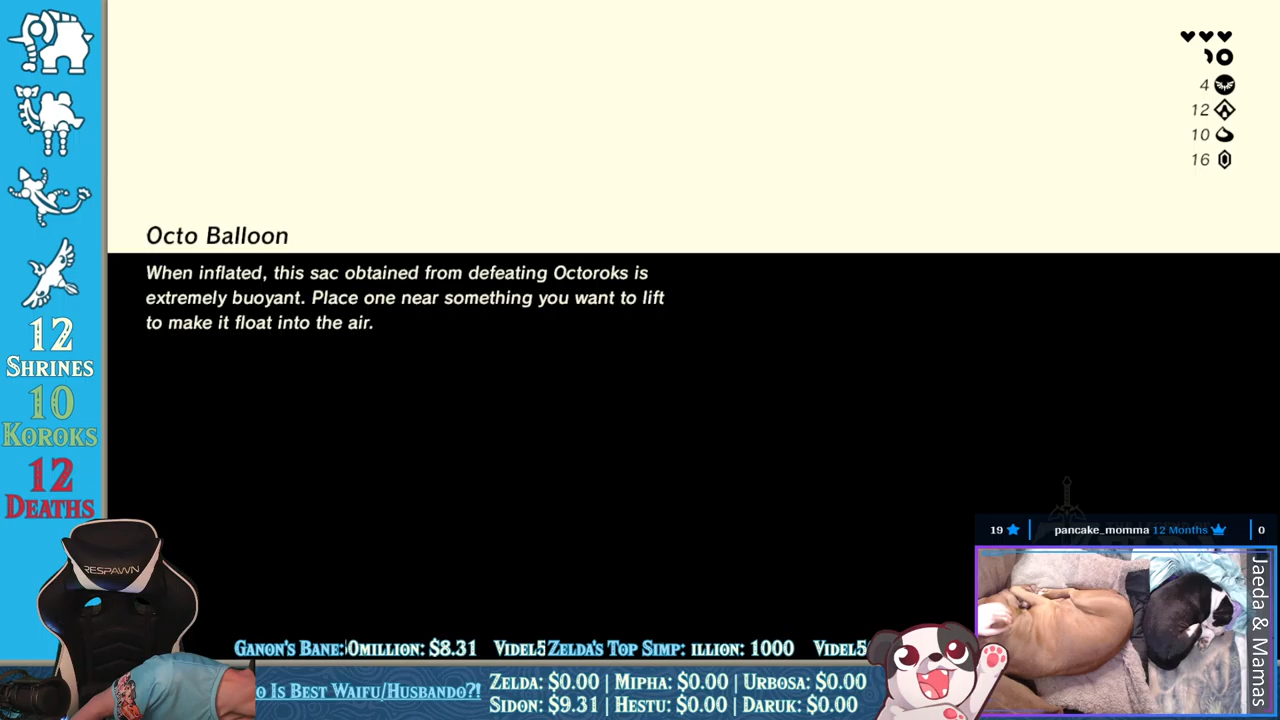 4
12
10
16
Octo Balloon
When inflated, this sac obtained from defeating Octoroks is
extremely buoyant. Place one near something you want to lift
to make it float into the air.
12
Shrines
10
Koroks
12
Deaths
RESPAWN
19 pancake_momma 12 Months 0
Jaeda & Mamas
Ganon's Bane: 0million: $8.31 Videl5 Zelda's Top Simp: illion: 1000 Videl5
o Is Best Waifu/Husbando?!
Zelda: $0.00 | Mipha: $0.00 | Urbosa: $0.00
Sidon: $9.31 | Hestu: $0.00 | Daruk: $0.00